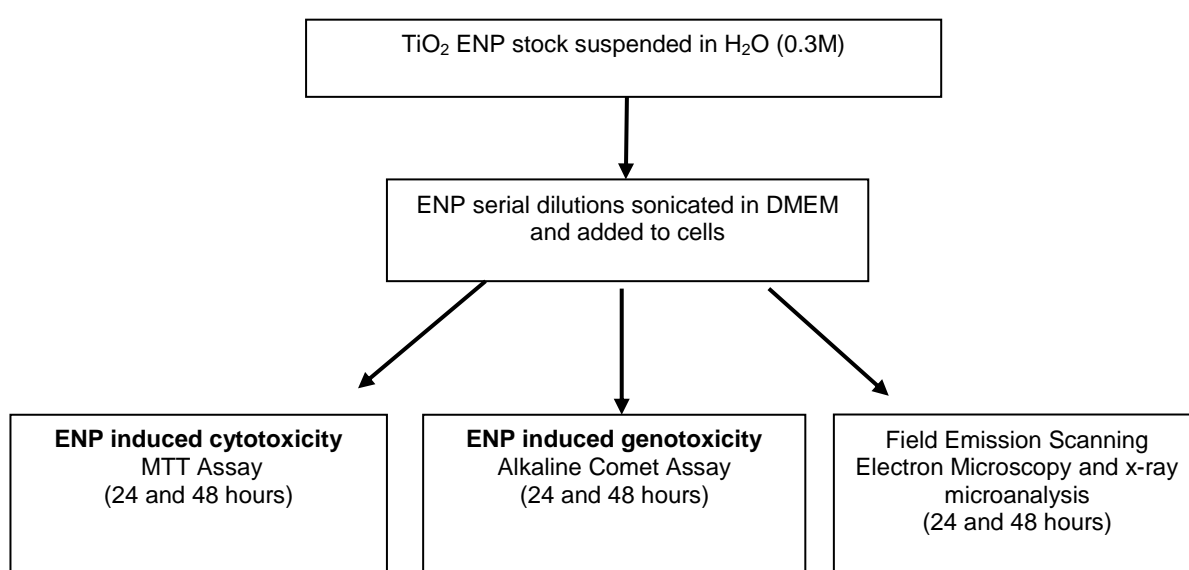 TiO₂ ENP stock suspended in H₂O (0.3M)
ENP serial dilutions sonicated in DMEM
and added to cells
ENP induced cytotoxicity
MTT Assay
(24 and 48 hours)
ENP induced genotoxicity
Alkaline Comet Assay
(24 and 48 hours)
Field Emission Scanning
Electron Microscopy and x-ray
microanalysis
(24 and 48 hours)